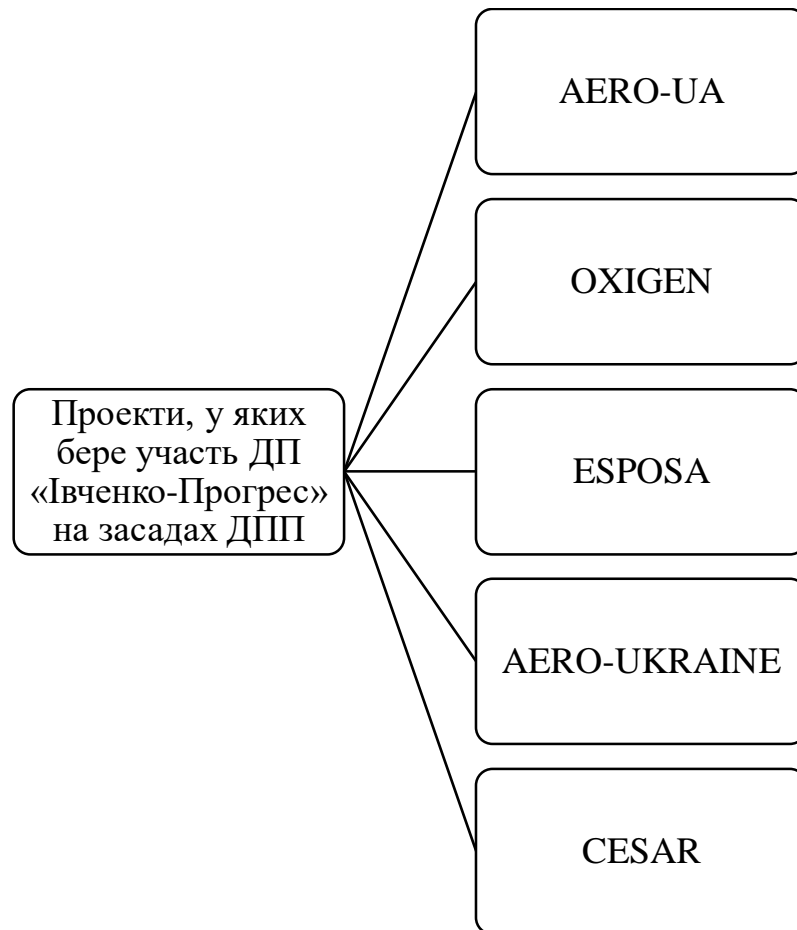 AERO-UA
OXIGEN
Проекти, у яких
бере участь ДП
«Івченко-Прогрес»
на засадах ДПП
ESPOSA
AERO-UKRAINE
CESAR